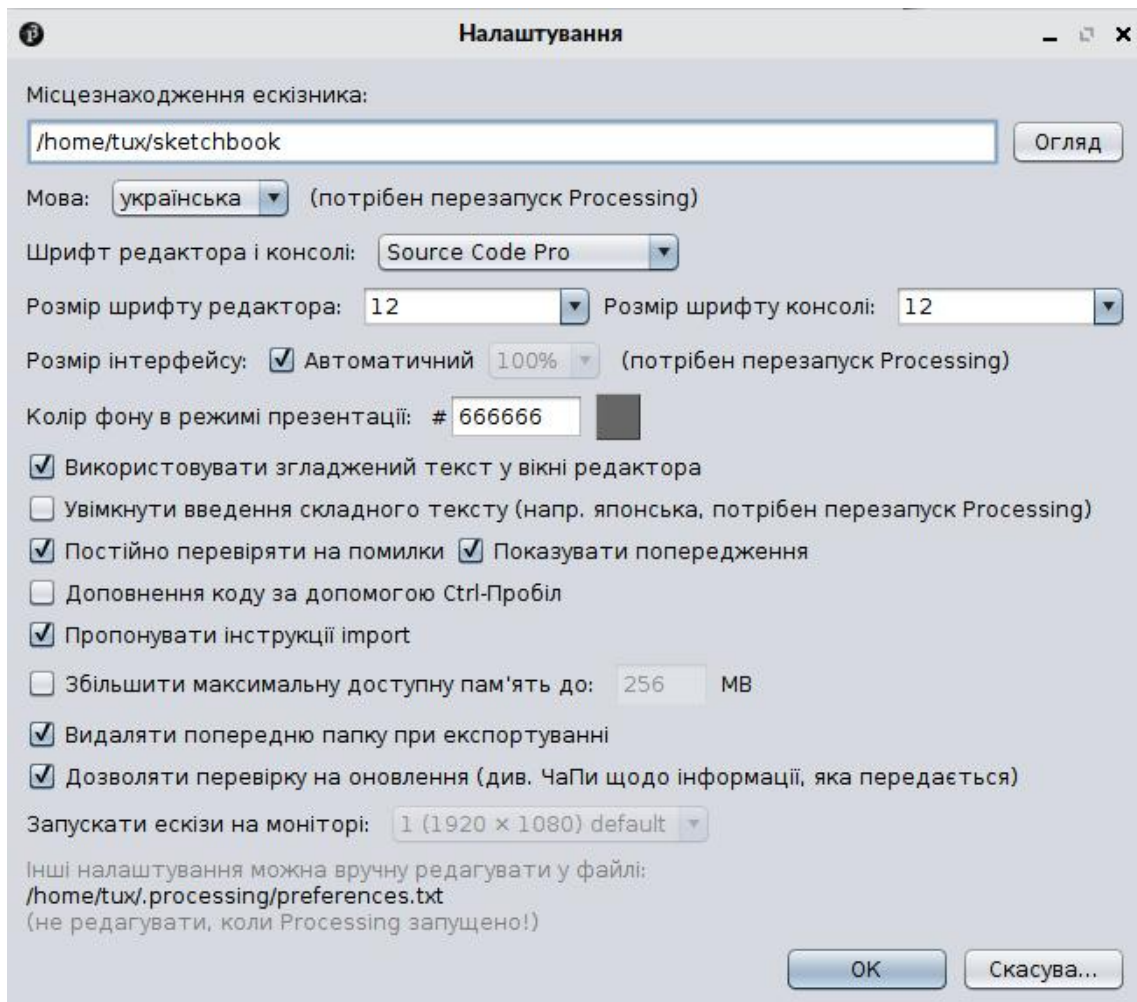 Налаштування
Місцезнаходження ескізника:
/home/tux/sketchbook Огляд
Мова: українська (потрібен перезапуск Processing)
Шрифт редактора і консолі: Source Code Pro
Розмір шрифту редактора: 12 Розмір шрифту консолі: 12
Розмір інтерфейсу: Автоматичний 100% (потрібен перезапуск Processing)
Колір фону в режимі презентації: # 666666
Використовувати згладжений текст у вікні редактора
Увімкнути введення складного тексту (напр. японська, потрібен перезапуск Processing)
Постійно перевіряти на помилки Показувати попередження
Доповнення коду за допомогою Ctrl-Пробіл
Пропонувати інструкції import
Збільшити максимальну доступну пам'ять до: 256 MB
Видаляти попередню папку при експортуванні
Дозволяти перевірку на оновлення (див. ЧаПи щодо інформації, яка передається)
Запускати ескізи на моніторі: 1 (1920 × 1080) default
Інші налаштування можна вручну редагувати у файлі:
/home/tux/.processing/preferences.txt
(не редагувати, коли Processing запущено!)
OK Скасува...